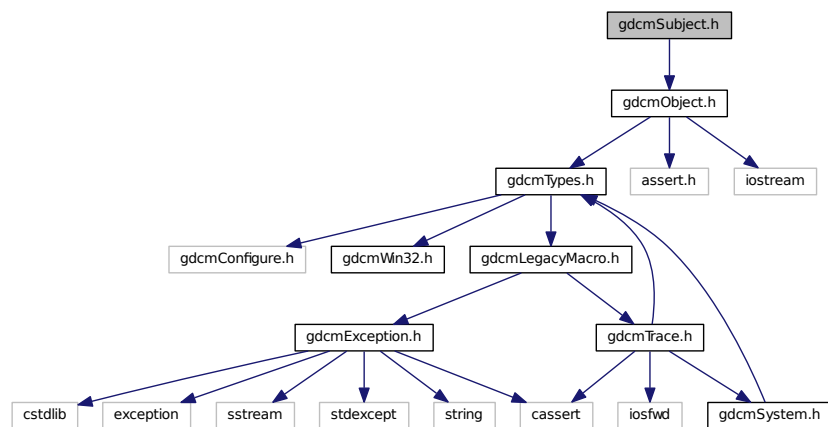 gdcmSubject.h
gdcmObject.h
gdcmTypes.h
assert.h
iostream
gdcmConfigure.h
gdcmWin32.h
gdcmLegacyMacro.h
gdcmException.h
gdcmTrace.h
cstdlib
exception
sstream
stdexcept
string
cassert
iosfwd
gdcmSystem.h